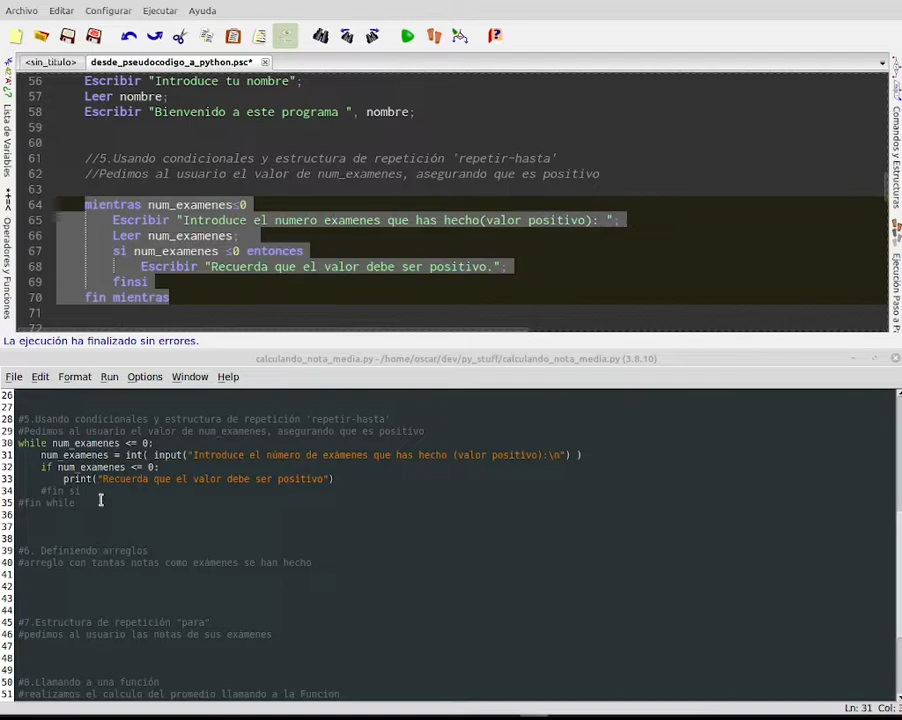 Archivo Editar Configurar Ejecutar Ayuda
<sin_titulo> desde_pseudocodigo_a_python.psc*
Lista de Variables
Operadores y Funciones
Comandos y Estructuras
Ejecución Paso a P
56 Escribir "Introduce tu nombre";
57 Leer nombre;
58 Escribir "Bienvenido a este programa ", nombre;
59
60
61 //5.Usando condicionales y estructura de repetición 'repetir-hasta'
62 //Pedimos al usuario el valor de num_examenes, asegurando que es positivo
63
64 mientras num_examenes≤0
65 Escribir "Introduce el numero examenes que has hecho(valor positivo): ";
66 Leer num_examenes;
67 si num_examenes ≤0 entonces
68 Escribir "Recuerda que el valor debe ser positivo.";
69 finsi
70 fin mientras
71
72
La ejecución ha finalizado sin errores.
calculando_nota_media.py - /home/oscar/dev/py_stuff/calculando_nota_media.py (3.8.10)
File Edit Format Run Options Window Help
26
27
28 #5.Usando condicionales y estructura de repetición 'repetir-hasta'
29 #Pedimos al usuario el valor de num_examenes, asegurando que es positivo
30 while num_examenes <= 0:
31 num_examenes = int( input("Introduce el número de exámenes que has hecho (valor positivo):\n") )
32 if num_examenes <= 0:
33 print("Recuerda que el valor debe ser positivo")
34 #fin si
35 #fin while
36
37
38
39 #6. Definiendo arreglos
40 #arreglo con tantas notas como exámenes se han hecho
41
42
43
44
45 #7.Estructura de repetición "para"
46 #pedimos al usuario las notas de sus exámenes
47
48
49
50 #8.Llamando a una función
51 #realizamos el calculo del promedio llamando a la Funcion
Ln: 31 Col: 3